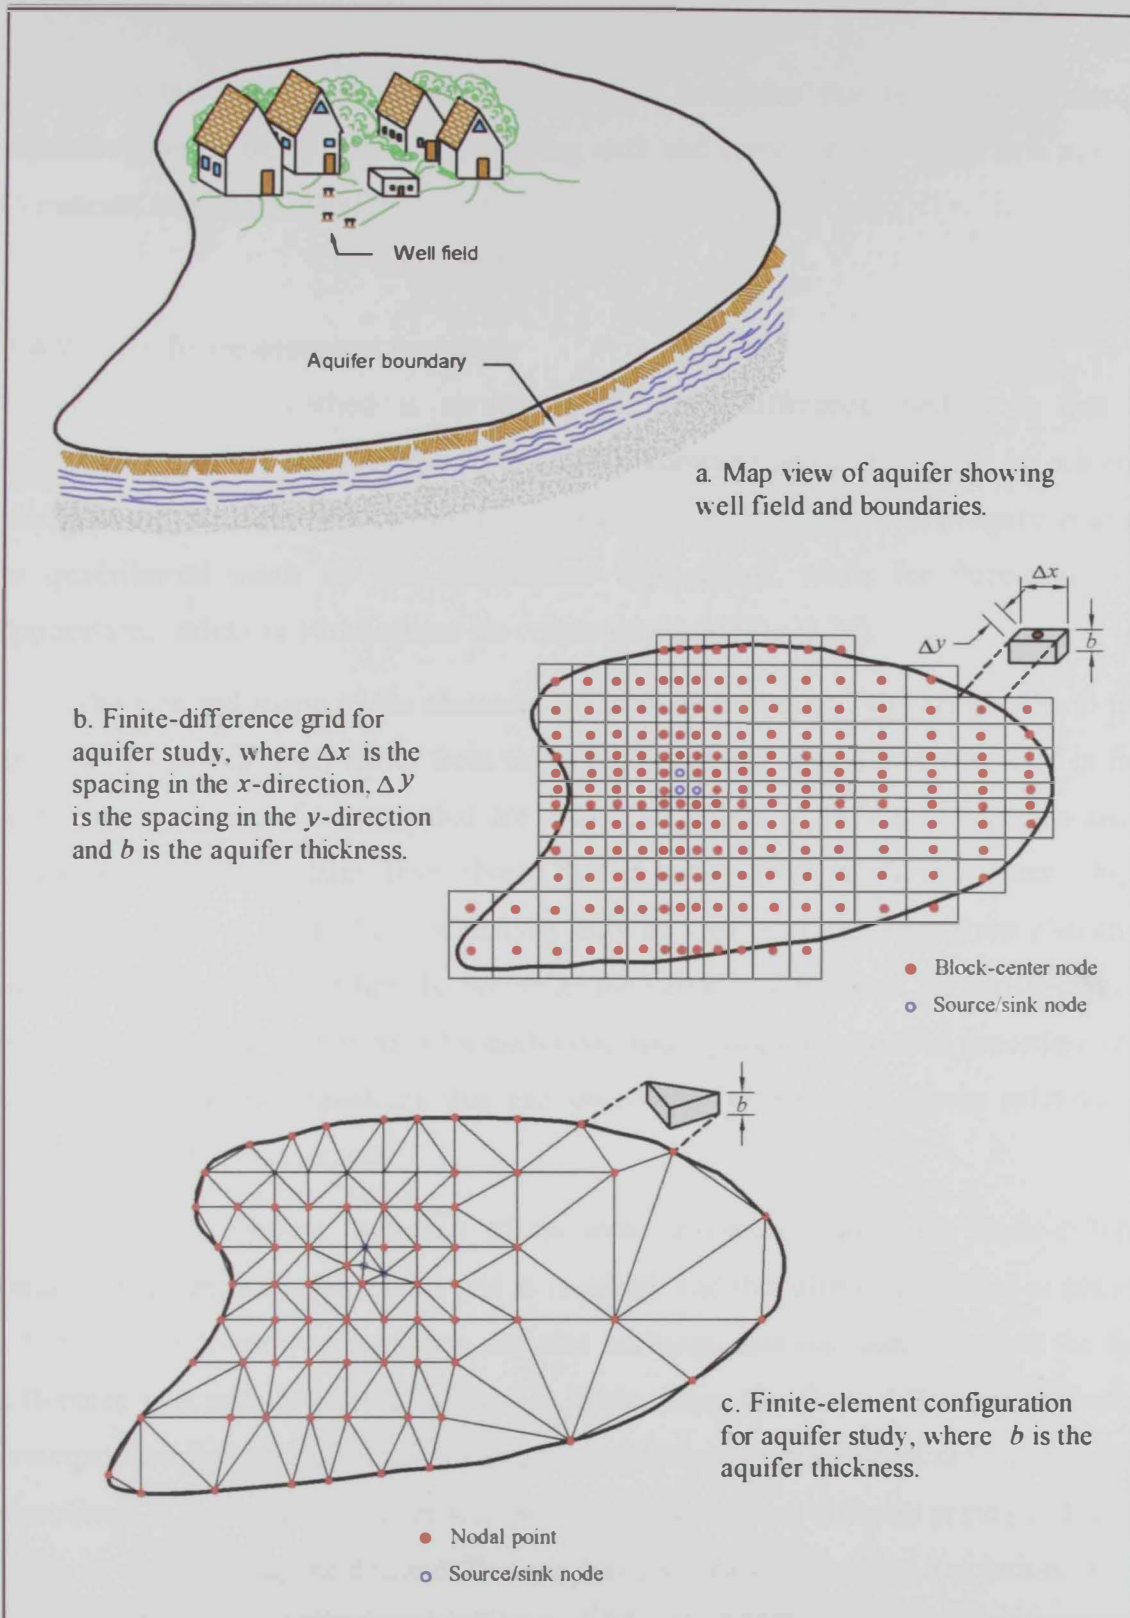 Well field
Aquifer boundary
a. Map view of aquifer showing
well field and boundaries.
Δx
Δy
b
b. Finite-difference grid for
aquifer study, where Δx is the
spacing in the x-direction, Δy
is the spacing in the y-direction
and b is the aquifer thickness.
Block-center node
Source/sink node
b
c. Finite-element configuration
for aquifer study, where b is the
aquifer thickness.
Nodal point
Source/sink node